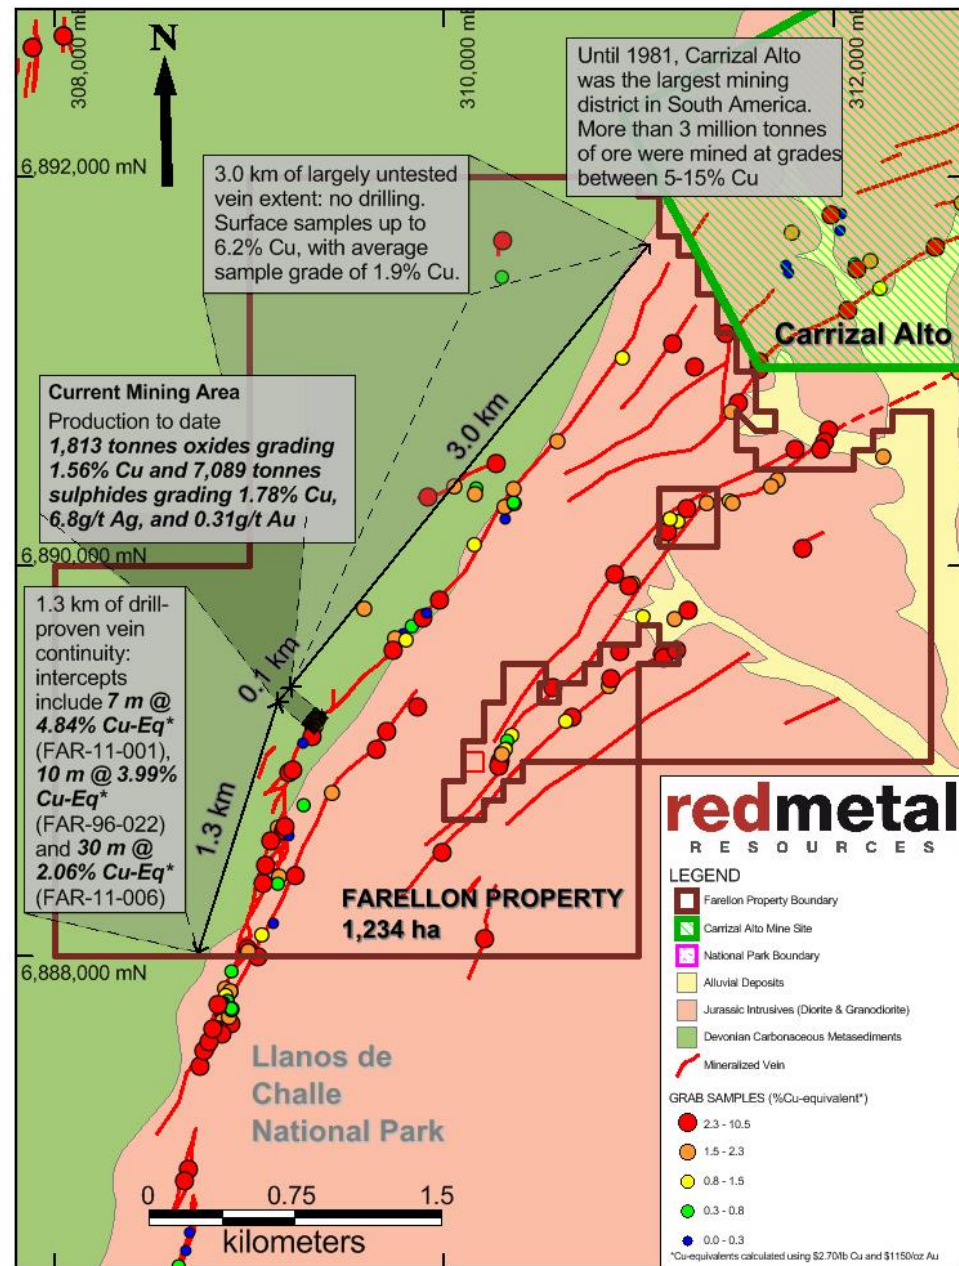 308,000 mE
310,000 mE
312,000 mE
N
Until 1981, Carrizal Alto
was the largest mining
district in South America.
More than 3 million tonnes
of ore were mined at grades
between 5-15% Cu
6,892,000 mN
3.0 km of largely untested
vein extent: no drilling.
Surface samples up to
6.2% Cu, with average
sample grade of 1.9% Cu.
Carrizal Alto
Current Mining Area
Production to date
1,813 tonnes oxides grading
1.56% Cu and 7,089 tonnes
sulphides grading 1.78% Cu,
6.8g/t Ag, and 0.31g/t Au
3.0 km
6,890,000 mN
1.3 km of drill-
proven vein
continuity:
intercepts
include 7 m @
4.84% Cu-Eq*
(FAR-11-001),
10 m @ 3.99%
Cu-Eq*
(FAR-96-022)
and 30 m @
2.06% Cu-Eq*
(FAR-11-006)
0.1 km
1.3 km
FARELLON PROPERTY
1,234 ha
6,888,000 mN
Llanos de
Challe
National Park
0 0.75 1.5
kilometers
redmetal
RESOURCES
LEGEND
Farellon Property Boundary
Carrizal Alto Mine Site
National Park Boundary
Alluvial Deposits
Jurassic Intrusives (Diorite & Granodiorite)
Devonian Carbonaceous Metasediments
Mineralized Vein
GRAB SAMPLES (%Cu-equivalent*)
2.3 - 10.5
1.5 - 2.3
0.8 - 1.5
0.3 - 0.8
0.0 - 0.3
*Cu-equivalents calculated using $2.70/lb Cu and $1150/oz Au